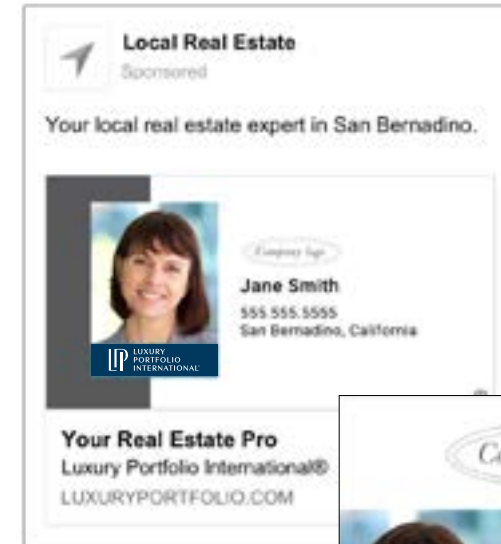 Local Real Estate
Sponsored
Your local real estate expert in San Bernadino.
Company logo
Jane Smith
555.555.5555
San Bernadino, California
LP LUXURY
PORTFOLIO
INTERNATIONAL
Your Real Estate Pro
Luxury Portfolio International®
LUXURYPORTFOLIO.COM